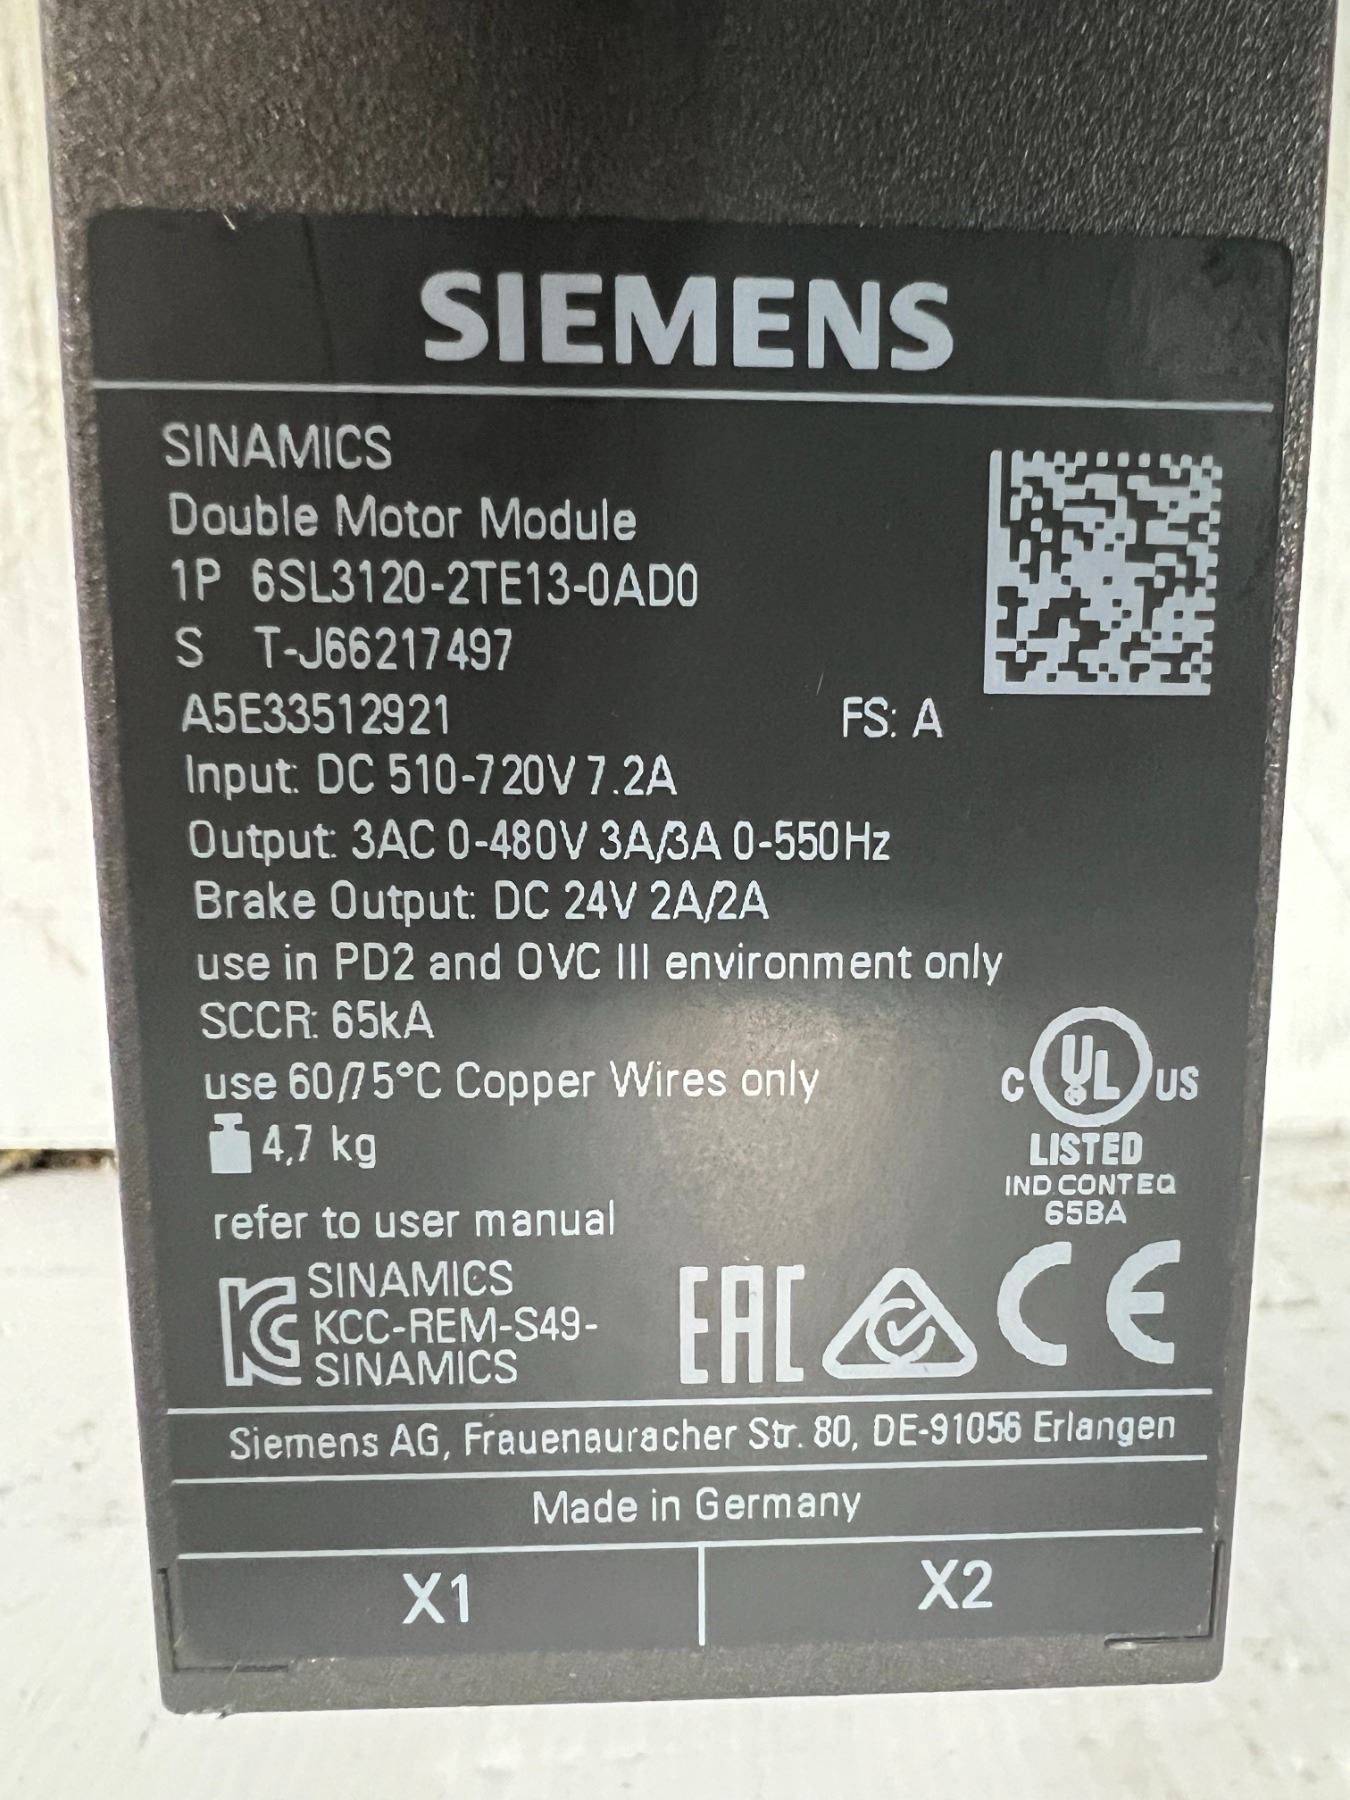 SIEMENS
SINAMICS
Double Motor Module
1P 6SL3120-2TE13-0AD0
S T-J66217497
A5E33512921 FS: A
Input: DC 510-720V 7.2A
Output: 3AC 0-480V 3A/3A 0-550Hz
Brake Output: DC 24V 2A/2A
use in PD2 and OVC III environment only
SCCR: 65kA
use 60/75°C Copper Wires only
4,7 kg
C UL US
LISTED
IND CONT EQ
65BA
refer to user manual
SINAMICS
KCC-REM-S49-
SINAMICS
EAC CE
Siemens AG, Frauenauracher Str. 80, DE-91056 Erlangen
Made in Germany
X1 X2